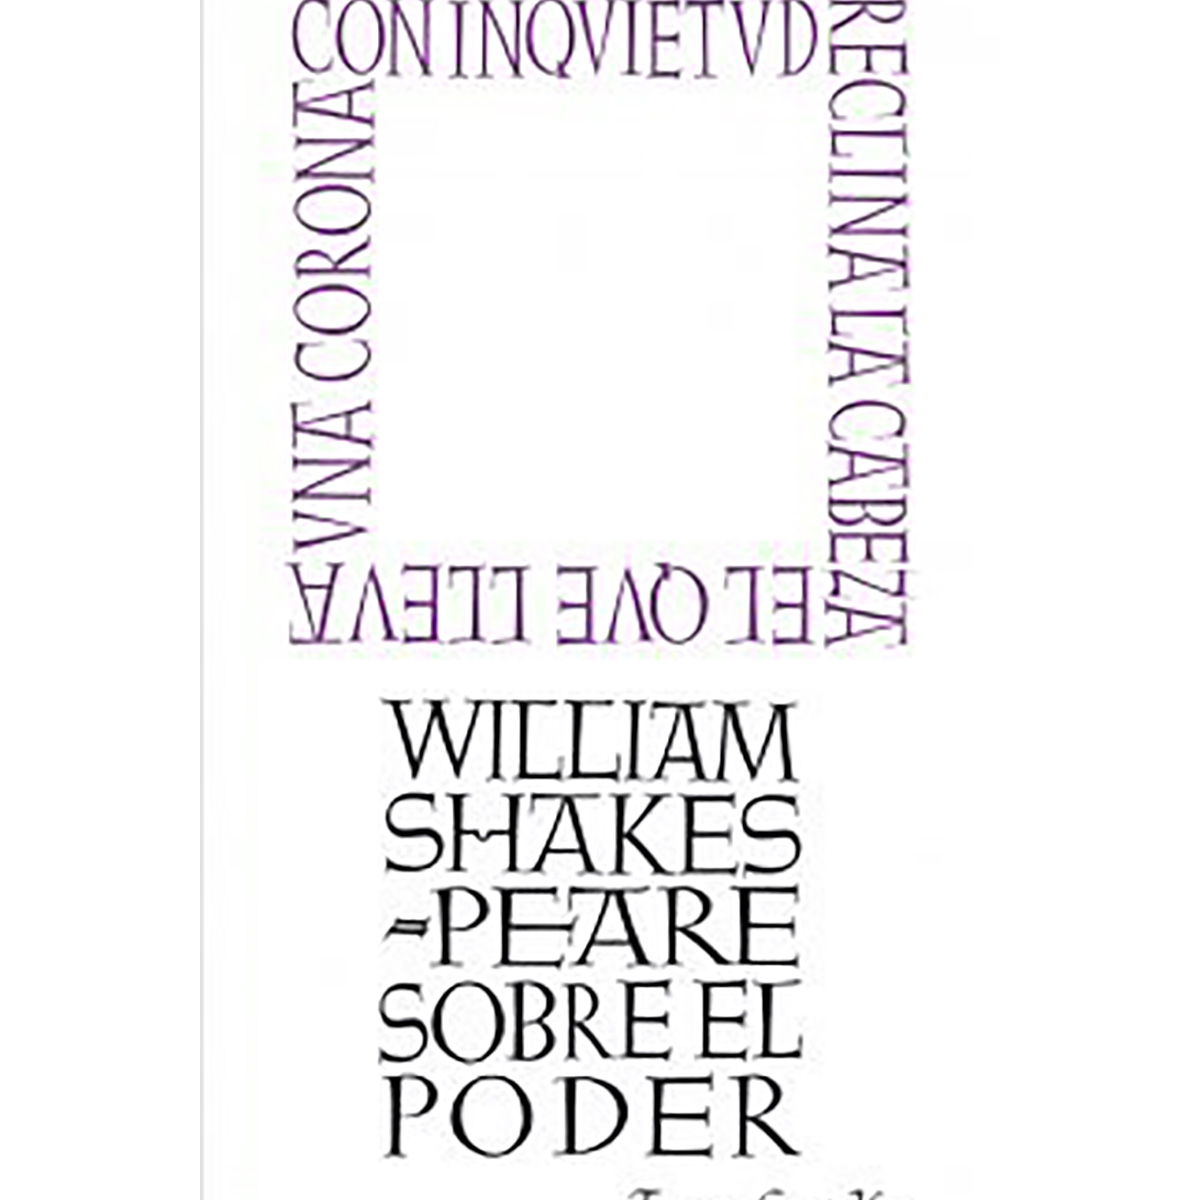 CON INQVIETVD
RECLINA LA CABEZA
EL QVE LLEVA
VNA CORONA
WILLIAM
SHAKES
=PEARE
SOBRE EL
PODER